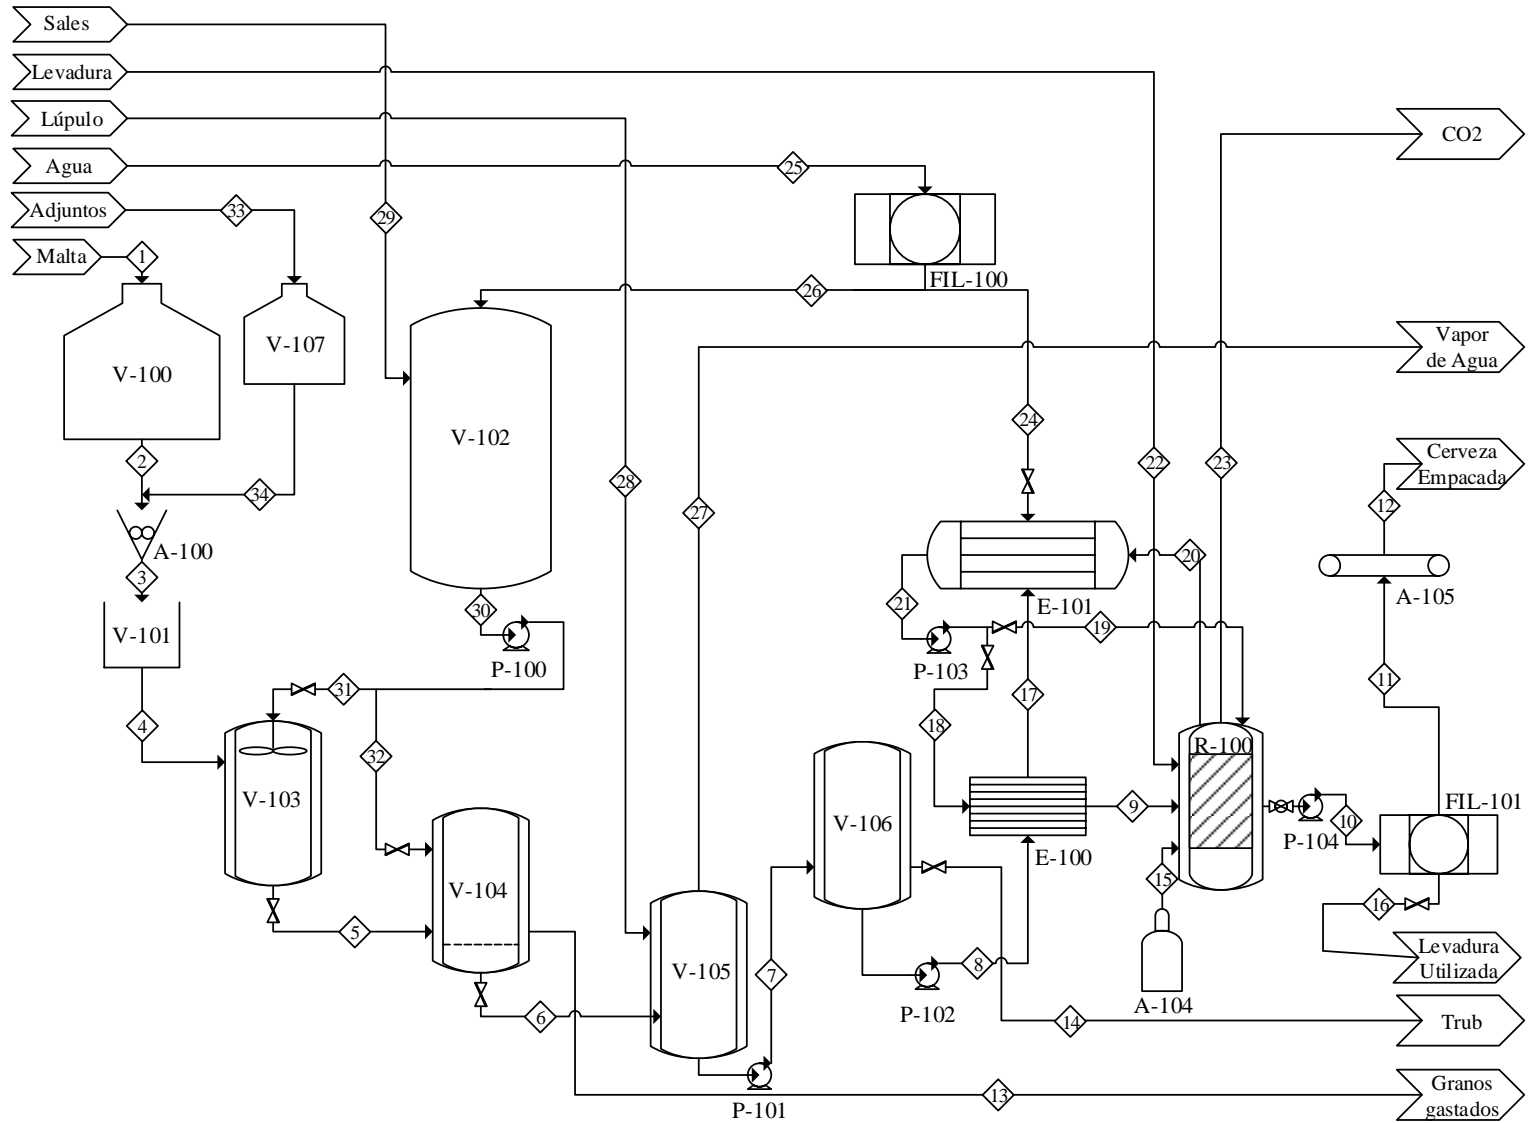 Sales
Levadura
Lúpulo
Agua
Adjuntos
Malta
CO2
Vapor
de Agua
Cerveza
Empacada
Levadura
Utilizada
Trub
Granos
gastados
25
33
29
1
FIL-100
26
V-107
V-100
V-102
24
2
22
23
28
34
27
12
A-100
3
20
A-105
30
21
E-101
V-101
19
P-100
P-103
11
31
17
4
18
32
R-100
V-103
9
FIL-101
V-106
10
P-104
E-100
V-104
15
16
5
7
8
V-105
A-104
P-102
6
14
13
P-101